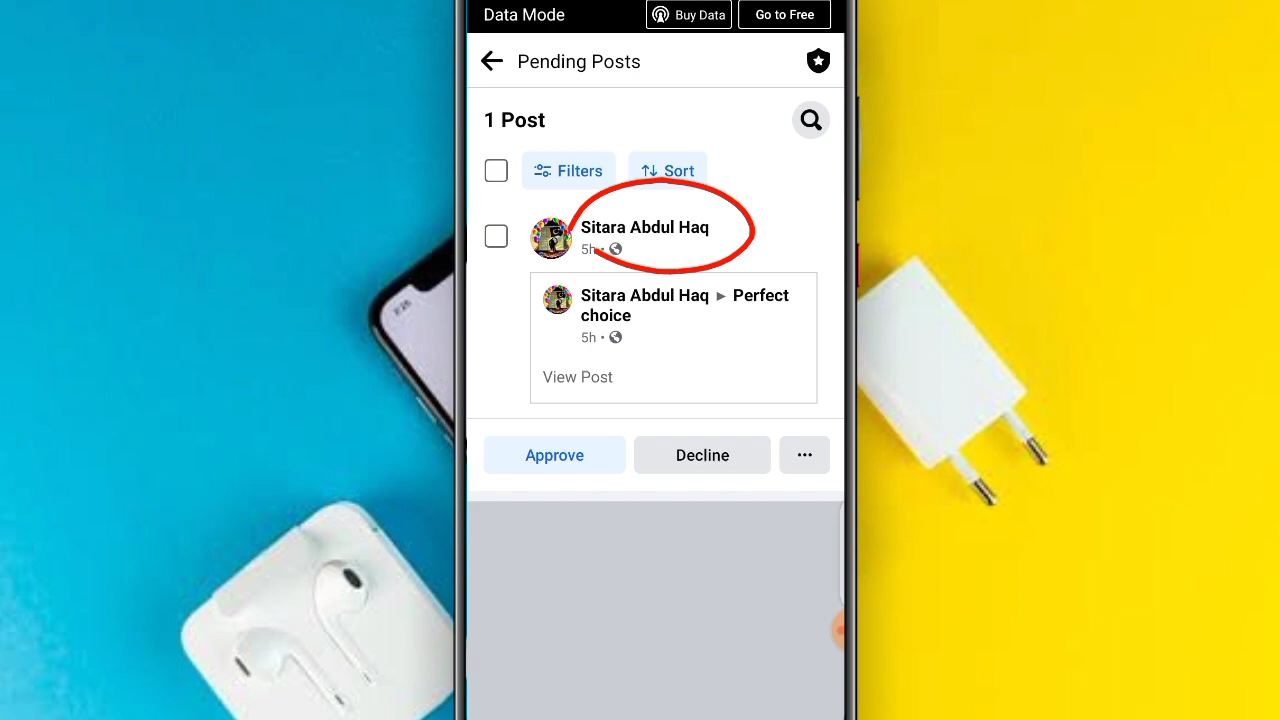 Data Mode
Buy Data
Go to Free
Pending Posts
1 Post
Filters
Sort
Sitara Abdul Haq
5h
Sitara Abdul Haq ▸ Perfect
choice
5h
View Post
Approve
Decline